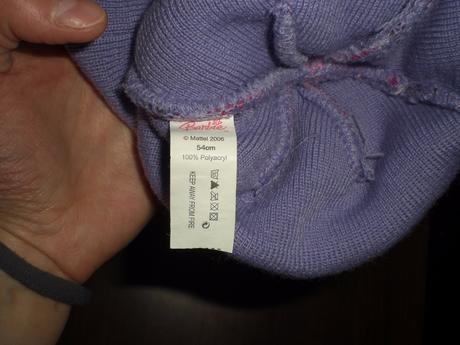 Barbie
© Mattel 2006
54cm
100% Polyacryl
KEEP AWAY FROM FIRE